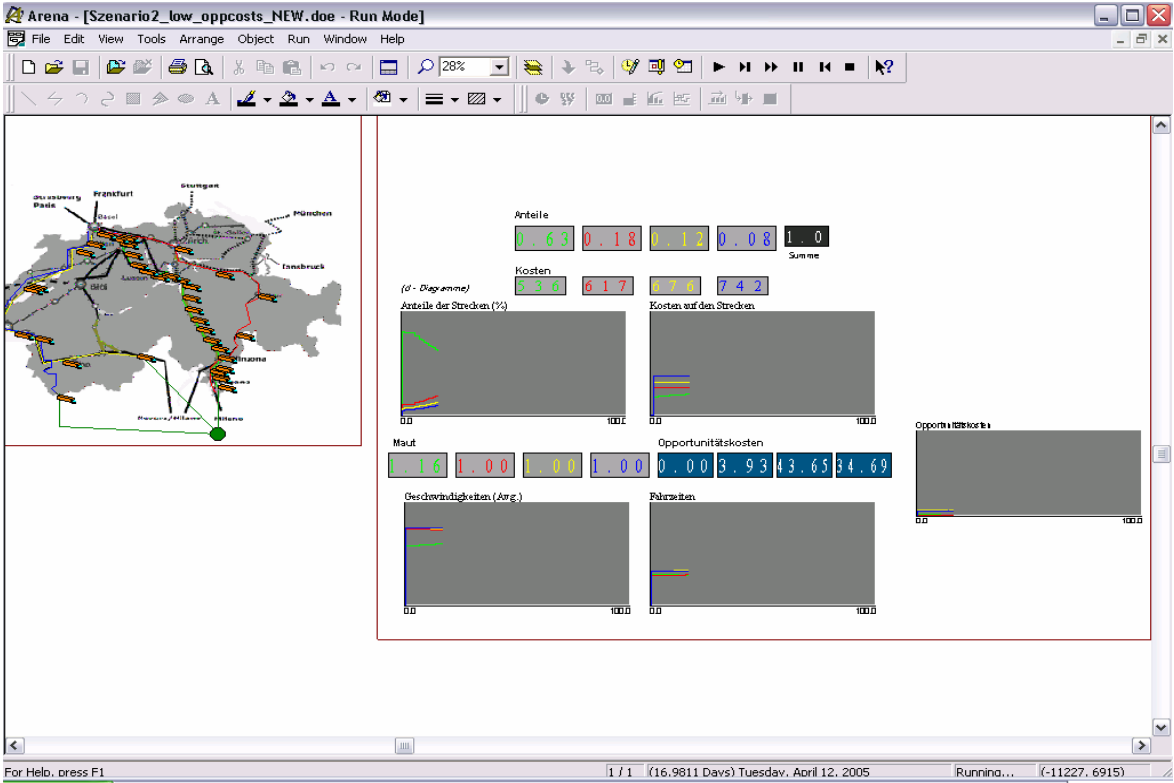 Arena - [Szenario2_low_oppcosts_NEW.doe - Run Mode]
File Edit View Tools Arrange Object Run Window Help
28%
Stuttgart
Frankfurt
Strasbourg
Paris
München
Basel
Zürich
Innsbruck
Milano
Anteile
0.63 0.18 0.12 0.08 1.0
Summe
Kosten
536 617 676 742
(d - Diagramme)
Anteile der Strecken (%)
Kosten auf den Strecken
0.0 100.
0.0 100.0
Maut
Opportunitätskosten
1.16 1.00 1.00 1.00 0.00 3.93 43.65 34.69
Opportunitätskosten
0.0 100.0
Geschwindigkeiten (Avg.)
Fahrzeiten
0.0 100.0
0.0 100.0
For Help, press F1
1 / 1 (16.9811 Days) Tuesday, April 12, 2005 Running... (-11227, 6915)